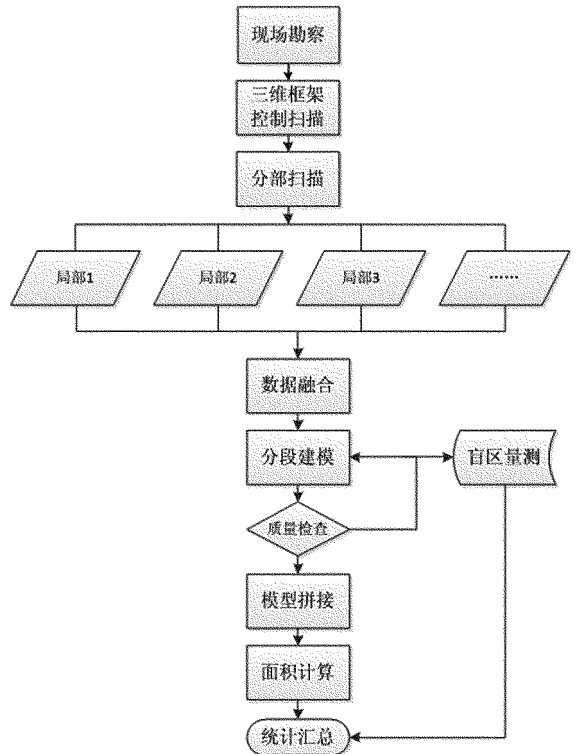 现场勘察
三维框架
控制扫描
分部扫描
局部1
局部2
局部3
……
数据融合
分段建模
盲区量测
质量检查
模型拼接
面积计算
统计汇总